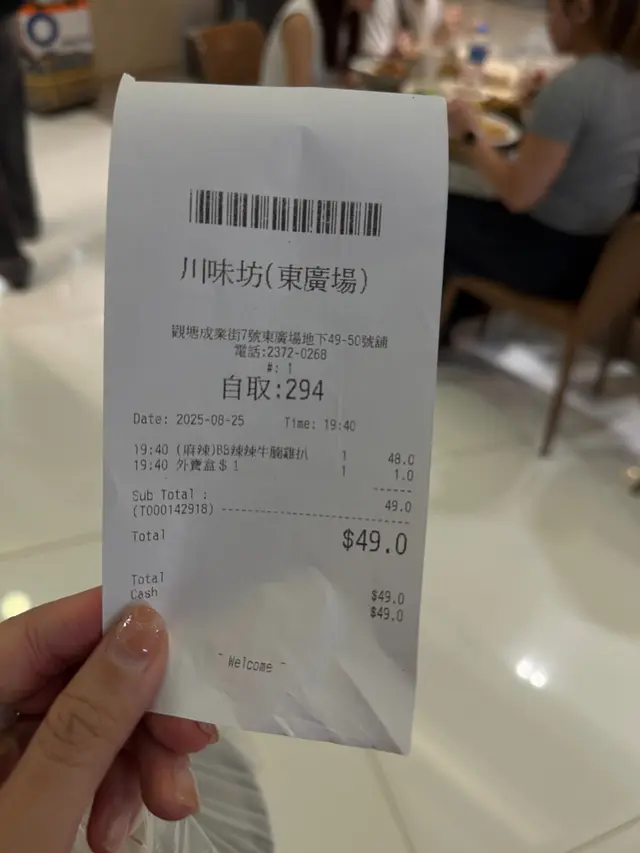 川味坊(東廣場)
觀塘成業街7號東廣場地下49-50號舖
電話:2372-0268
#: 1
自取:294
Date: 2025-08-25 Time: 19:40
19:40 (麻辣)BB辣辣牛腩雞扒 1 48.0
19:40 外賣盒$1 1 1.0
------
Sub Total : 49.0
(T000142918) ----------------------
Total $49.0
Total $49.0
Cash $49.0
- Welcome -